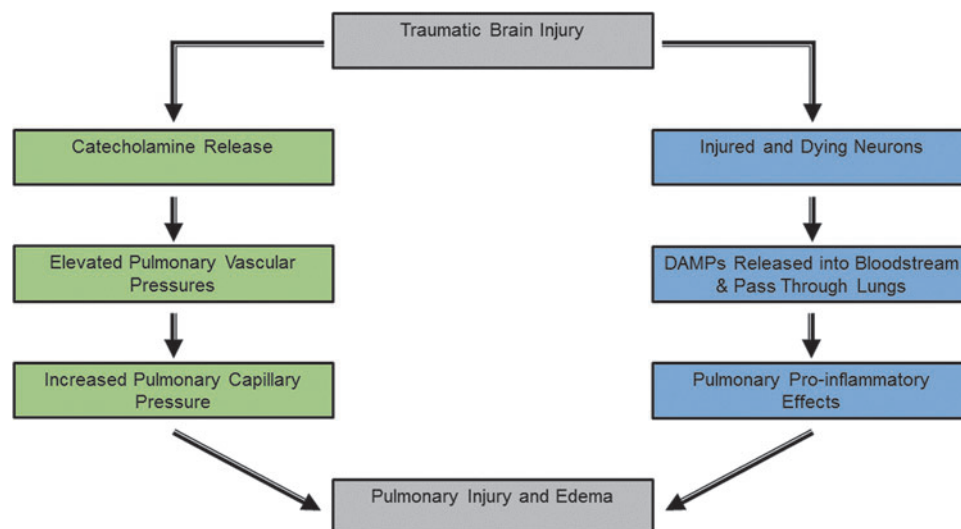 Traumatic Brain Injury
Catecholamine Release
Injured and Dying Neurons
Elevated Pulmonary Vascular
Pressures
DAMPs Released into Bloodstream
& Pass Through Lungs
Increased Pulmonary Capillary
Pressure
Pulmonary Pro-inflammatory
Effects
Pulmonary Injury and Edema